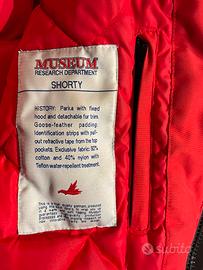 MUSEUM
RESEARCH DEPARTMENT
SHORTY
HISTORY: Parka with fixed
hood and detachable fur trim.
Goose-feather padding.
Identification strips with pull-
out refractive tape from the top
pockets. Exclusive fabric: 60%
cotton and 40% nylon with
Teflon water-repellent treatment.
subito